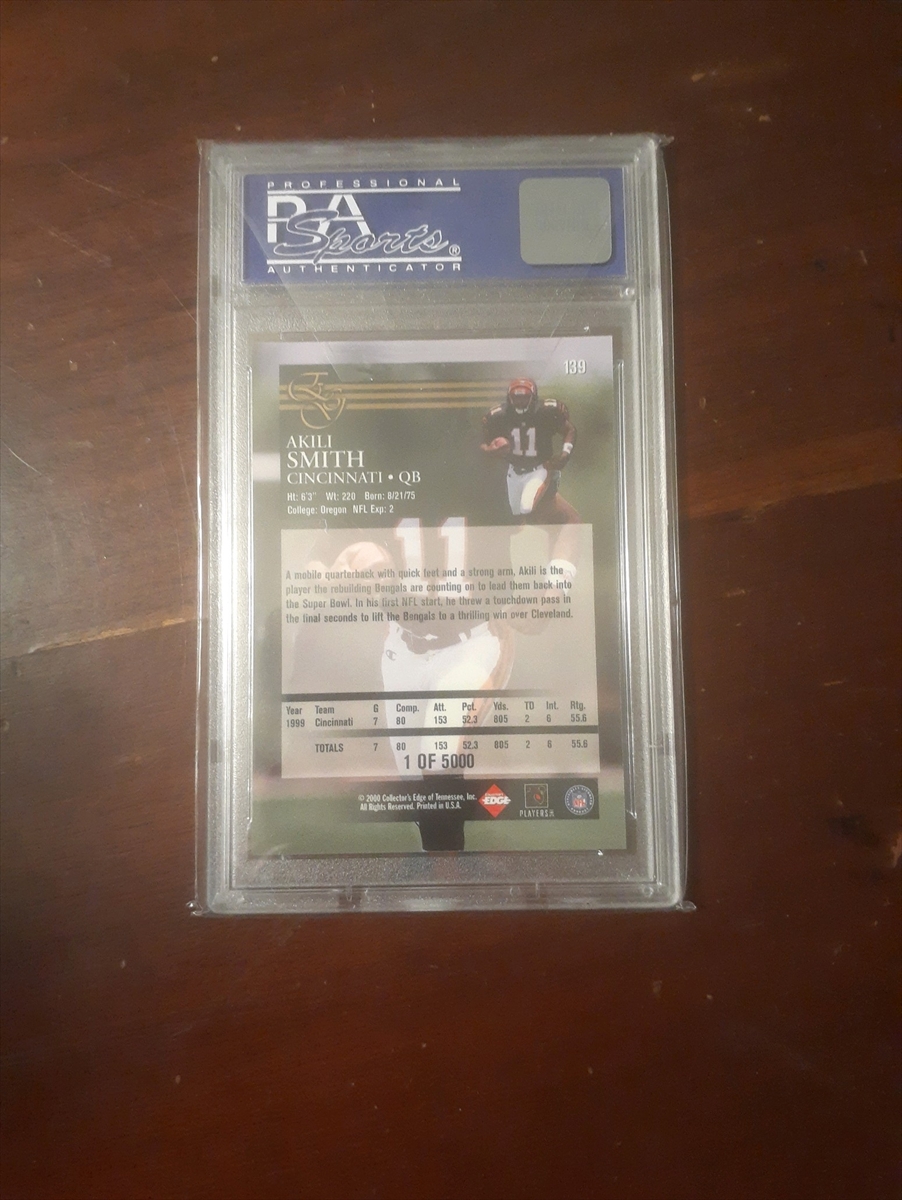 PROFESSIONAL
PSA
Sports®
AUTHENTICATOR
139
AKILI
SMITH
CINCINNATI • QB
Ht: 6'3" Wt: 220 Born: 8/21/75
College: Oregon NFL Exp: 2
11
11
A mobile quarterback with quick feet and a strong arm, Akili is the
player the rebuilding Bengals are counting on to lead them back into
the Super Bowl. In his first NFL start, he threw a touchdown pass in
the final seconds to lift the Bengals to a thrilling win over Cleveland.
Year Team G Comp. Att. Pct. Yds. TD Int. Rtg.
1999 Cincinnati 7 80 153 52.3 805 2 6 55.6
TOTALS 7 80 153 52.3 805 2 6 55.6
1 OF 5000
© 2000 Collector's Edge of Tennessee, Inc.
All Rights Reserved. Printed in U.S.A.
EDGE
PLAYERS INC